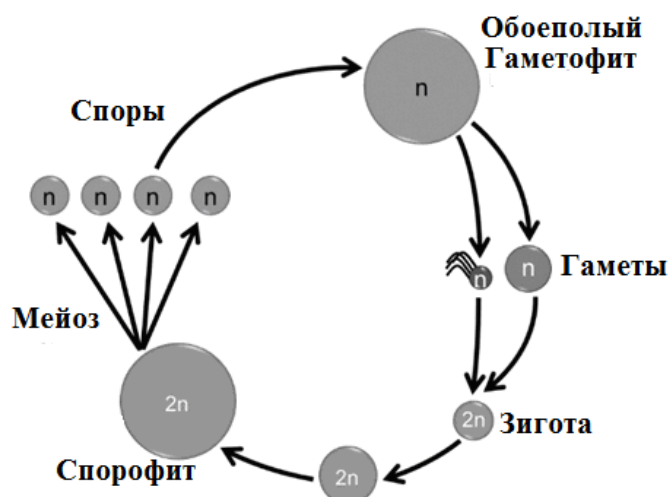 Обоеполый
Гаметофит
n
Споры
n n n n
n n Гаметы
Мейоз
2n
2n Зигота
Спорофит
2n